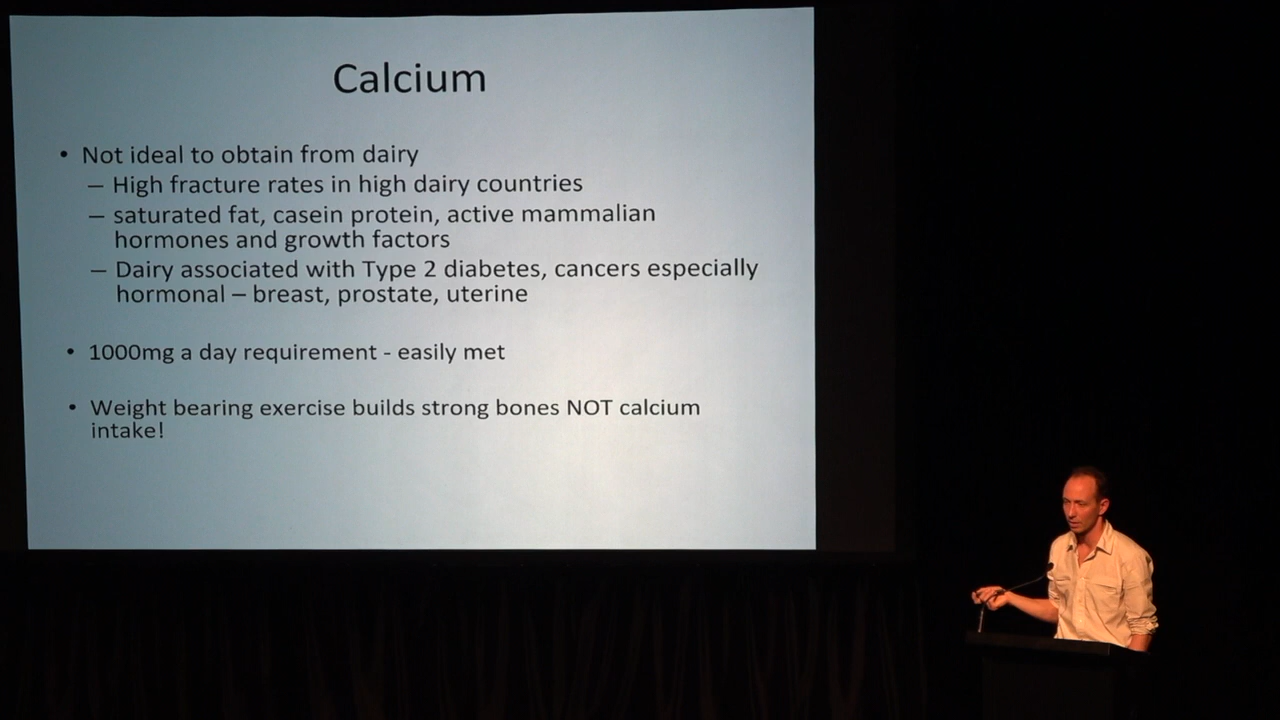 Calcium
• Not ideal to obtain from dairy
– High fracture rates in high dairy countries
– saturated fat, casein protein, active mammalian
hormones and growth factors
– Dairy associated with Type 2 diabetes, cancers especially
hormonal – breast, prostate, uterine
• 1000mg a day requirement - easily met
• Weight bearing exercise builds strong bones NOT calcium
intake!